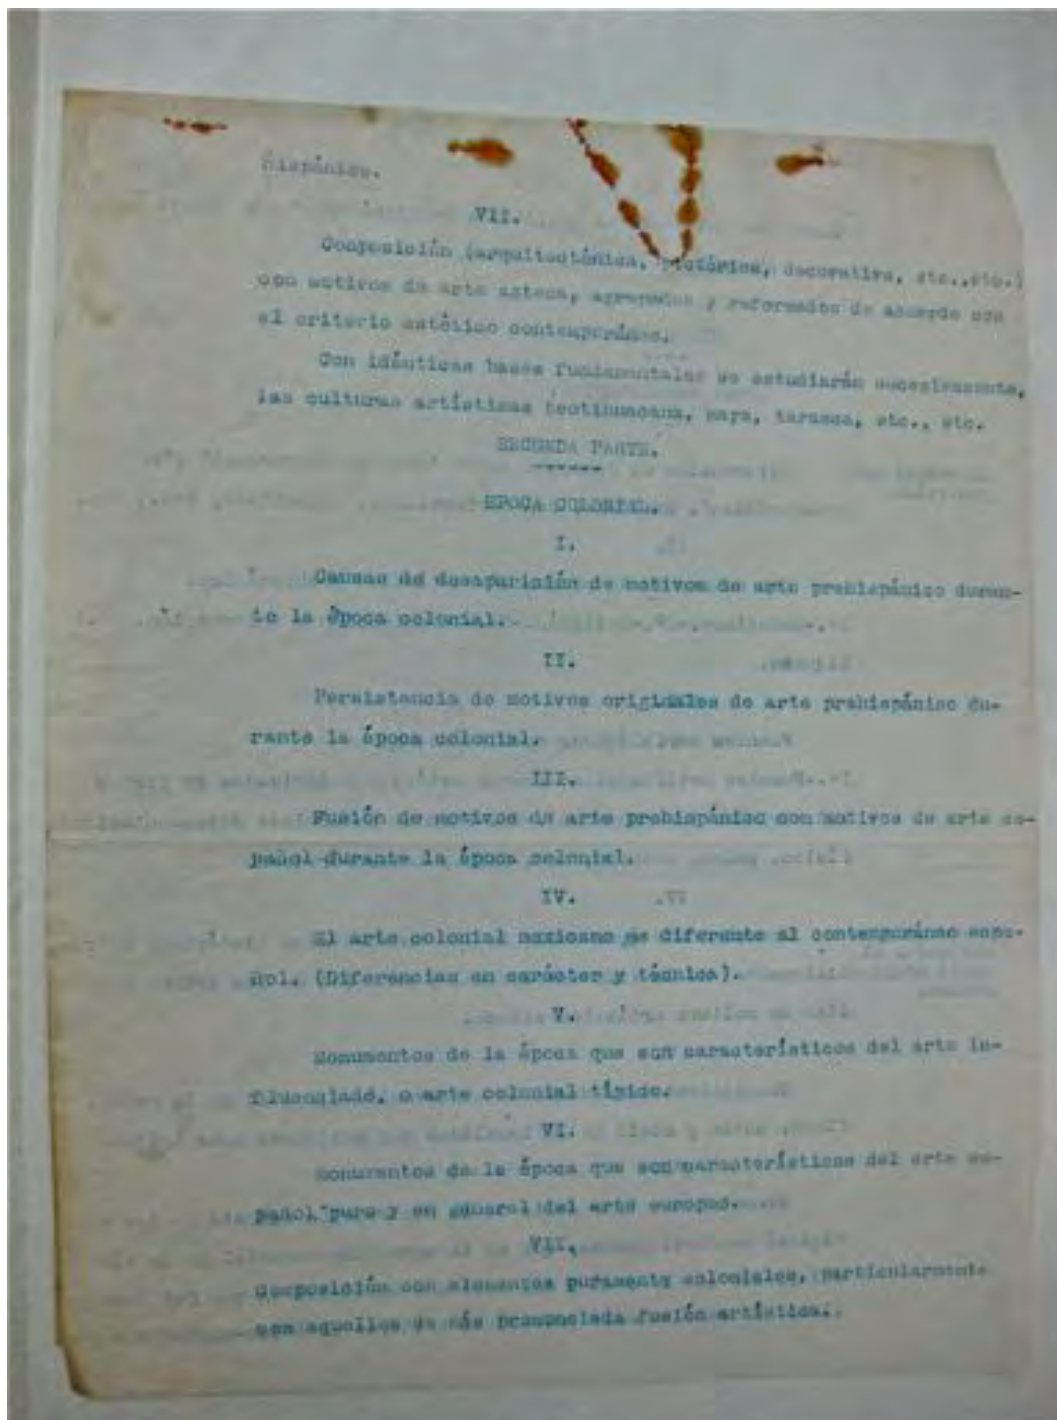 hispánico.
VII.
Composición (arquitectónica, pictórica, decorativa, etc.,etc.)
con motivos de arte azteca, agrupados y reformados de acuerdo con
el criterio estético contemporáneo.
Con idénticas bases fundamentales se estudiarán sucesivamente,
las culturas artísticas teotihuacana, maya, tarasca, etc., etc.
SEGUNDA PARTE.
------
EPOCA COLONIAL.
I.
Causas de desaparición de motivos de arte prehispánico duran-
te la época colonial.
II.
Persistencia de motivos originales de arte prehispánico du-
rante la época colonial.
III.
Fusión de motivos de arte prehispánico con motivos de arte es-
pañol durante la época colonial.
IV.
El arte colonial mexicano es diferente al contemporáneo espa-
ñol. (Diferencias en carácter y técnica).
V.
Monumentos de la época que son característicos del arte in-
fluenciado, o arte colonial típico.
VI.
Monumentos de la época que son característicos del arte es-
pañol puro y en general del arte europeo.
VII.
Composición con elementos puramente coloniales, particularmente
con aquellos de más pronunciada fusión artística.